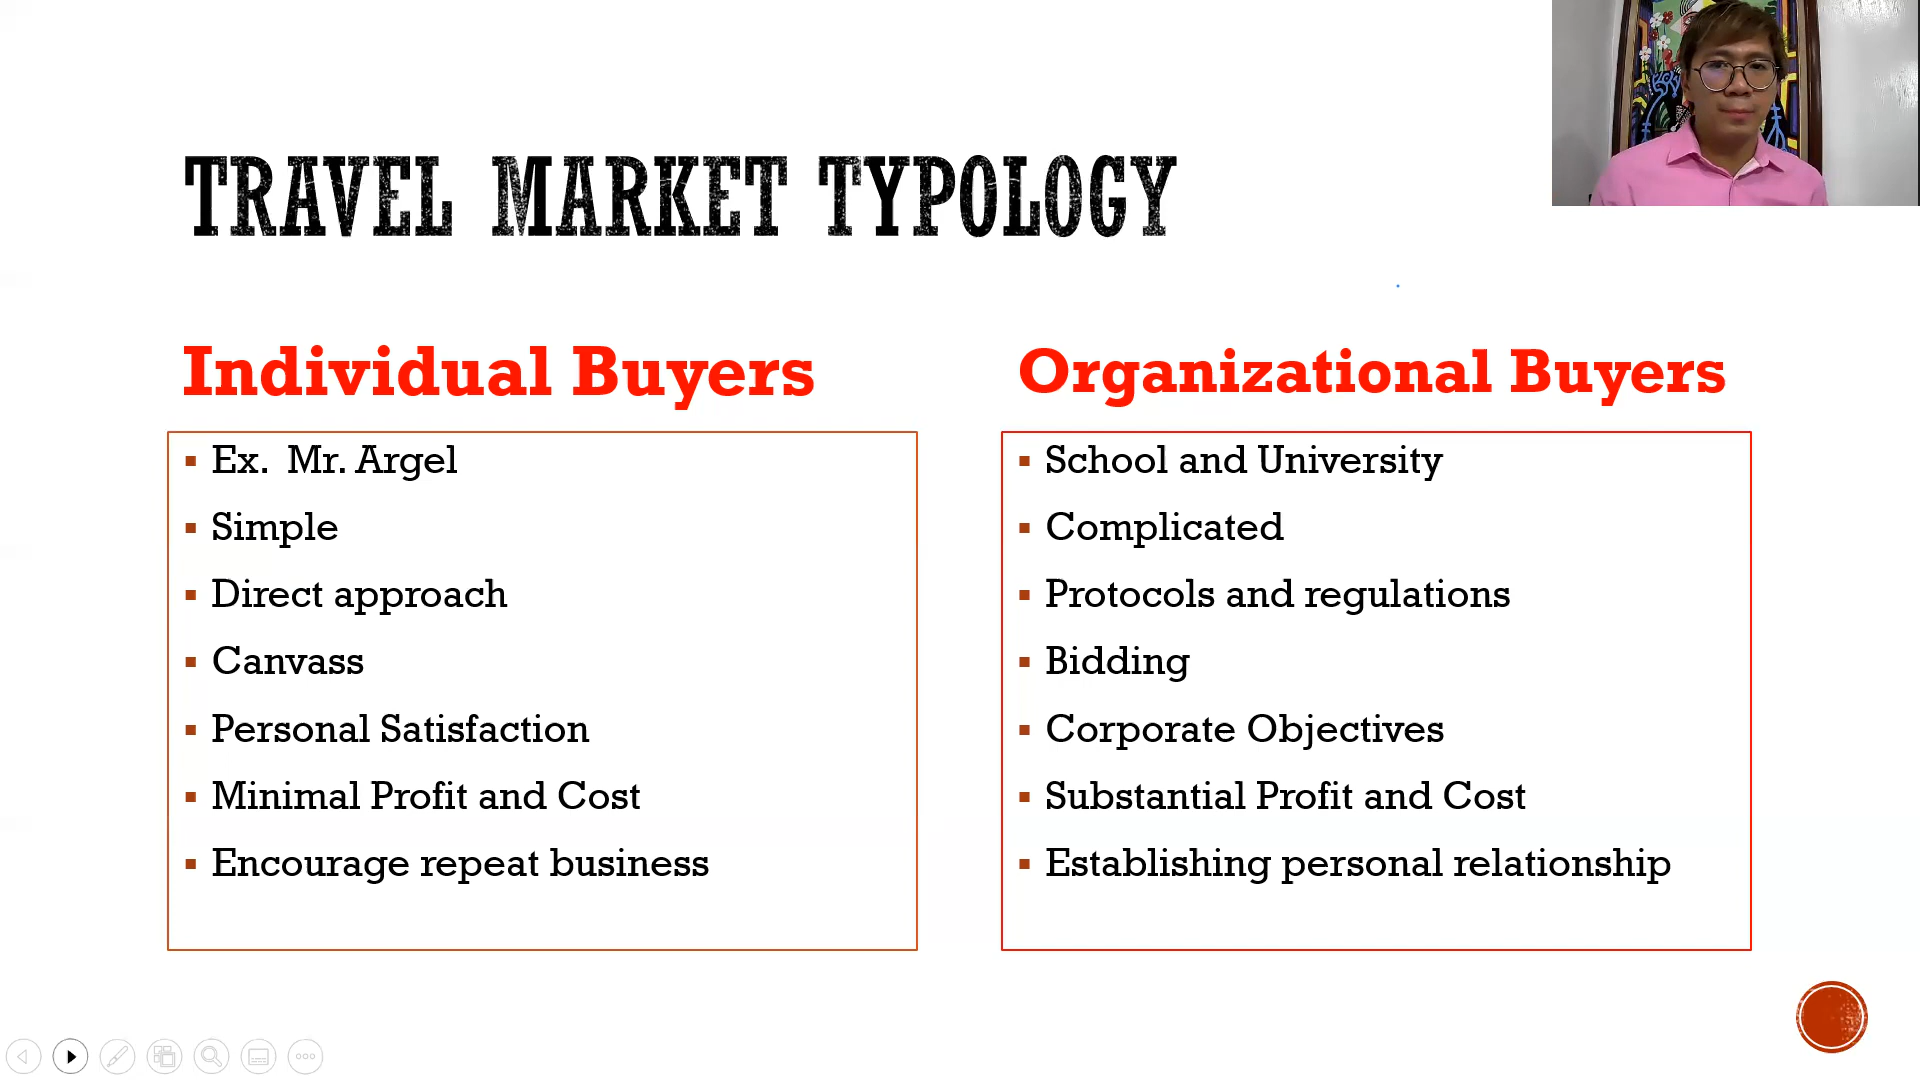 TRAVEL MARKET TYPOLOGY
Individual Buyers
▪ Ex.  Mr. Argel
▪ Simple
▪ Direct approach
▪ Canvass
▪ Personal Satisfaction
▪ Minimal Profit and Cost
▪ Encourage repeat business
Organizational Buyers
▪ School and University
▪ Complicated
▪ Protocols and regulations
▪ Bidding
▪ Corporate Objectives
▪ Substantial Profit and Cost
▪ Establishing personal relationship